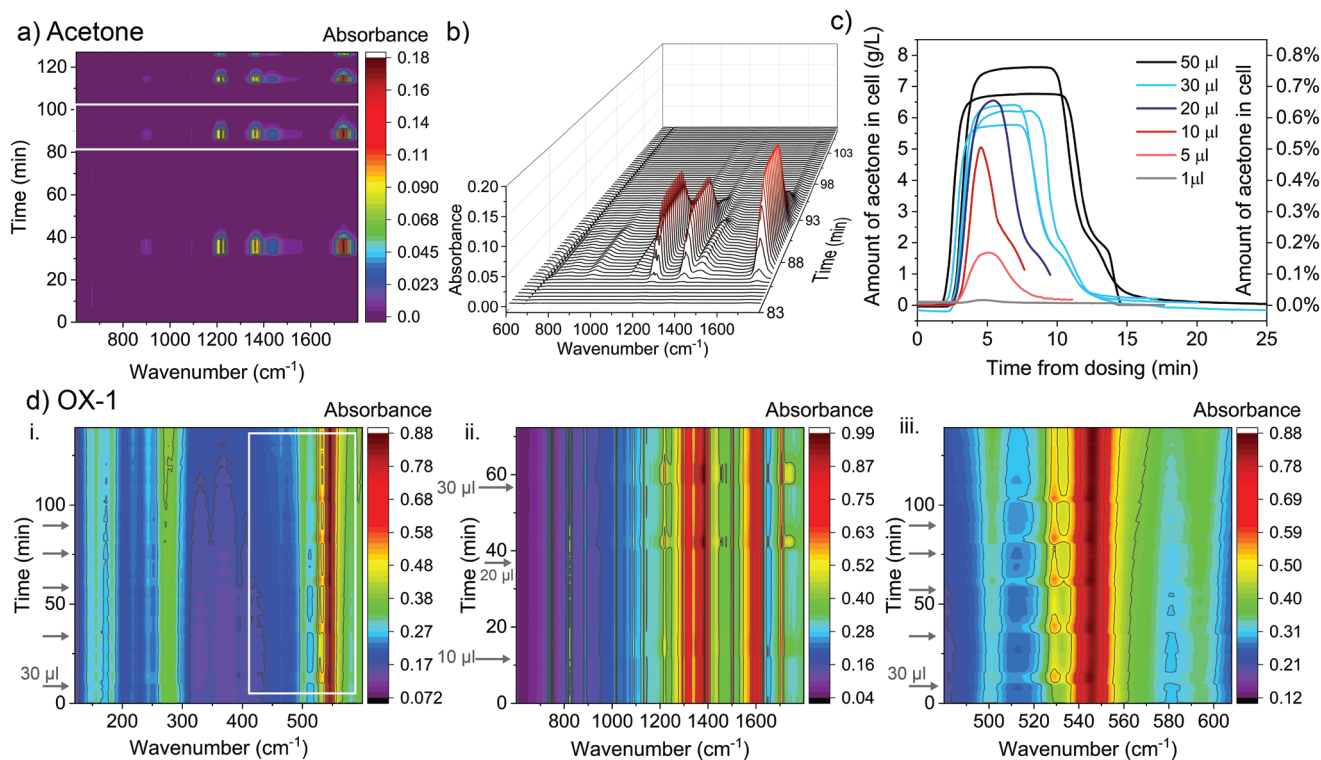 a) Acetone
Absorbance
120
100
80
60
40
20
0
Time (min)
800 1000 1200 1400 1600
Wavenumber (cm-1)
0.18
0.16
0.14
0.11
0.090
0.068
0.045
0.023
0.0
b)
0.20
0.15
0.10
0.05
0.00
Absorbance
600 800 1000 1200 1400 1600
Wavenumber (cm-1)
83
88
93
98
103
Time (min)
c)
8
7
6
5
4
3
2
1
0
Amount of acetone in cell (g/L)
50 µl
30 µl
20 µl
10 µl
5 µl
1µl
0.8%
0.7%
0.6%
0.5%
0.4%
0.3%
0.2%
0.1%
0.0%
Amount of acetone in cell
0 5 10 15 20 25
Time from dosing (min)
d) OX-1
i.
Absorbance
100
50
0
Time (min)
30 µl
200 300 400 500
Wavenumber (cm-1)
0.88
0.78
0.68
0.58
0.48
0.37
0.27
0.17
0.072
ii.
Absorbance
60
40
20
0
Time (min)
30 µl
20 µl
10 µl
800 1000 1200 1400 1600
Wavenumber (cm-1)
0.99
0.87
0.75
0.63
0.52
0.40
0.28
0.16
0.04
iii.
Absorbance
100
50
0
Time (min)
30 µl
500 520 540 560 580 600
Wavenumber (cm-1)
0.88
0.79
0.69
0.60
0.50
0.40
0.31
0.21
0.12